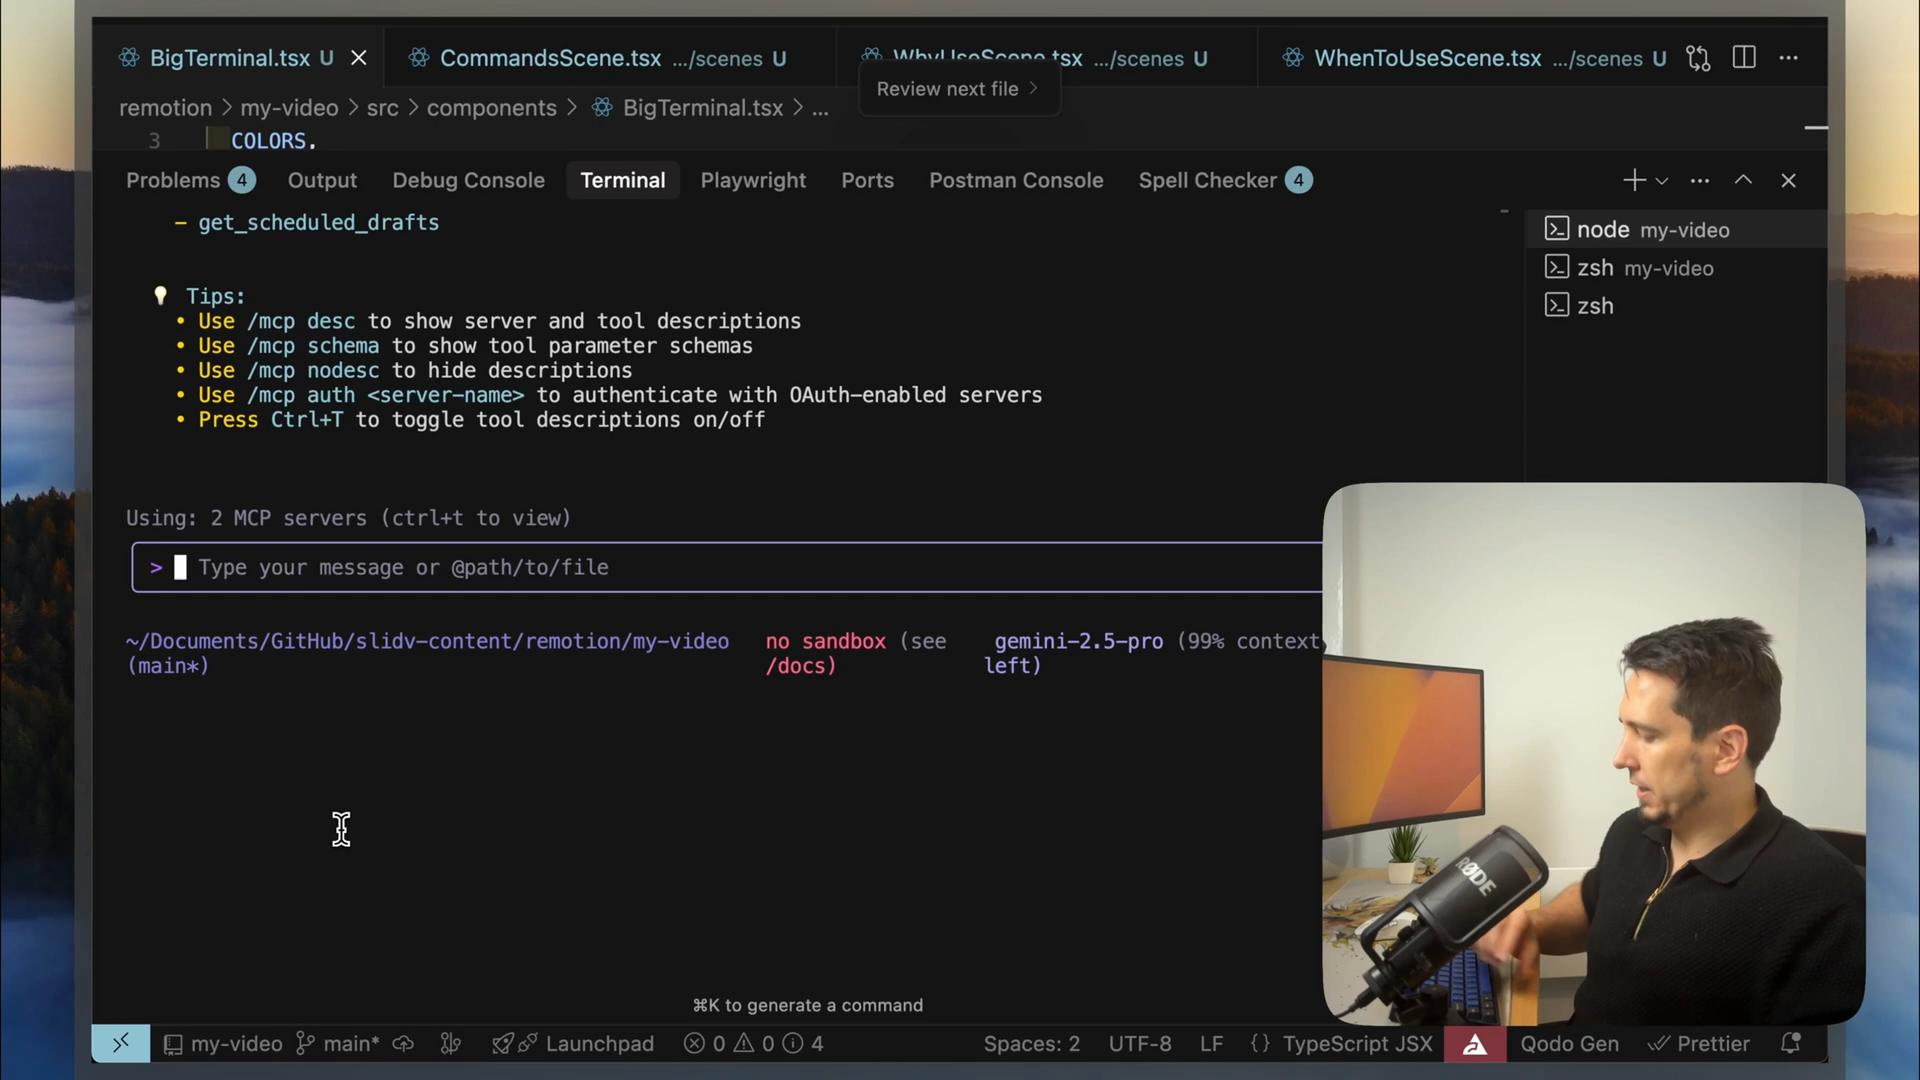 BigTerminal.tsx U CommandsScene.tsx .../scenes U WhyUseScene.tsx .../scenes U WhenToUseScene.tsx .../scenes U
Review next file
remotion > my-video > src > components > BigTerminal.tsx > ...
3 COLORS,
Problems 4 Output Debug Console Terminal Playwright Ports Postman Console Spell Checker 4
- get_scheduled_drafts
node my-video
zsh my-video
zsh
Tips:
• Use /mcp desc to show server and tool descriptions
• Use /mcp schema to show tool parameter schemas
• Use /mcp nodesc to hide descriptions
• Use /mcp auth <server-name> to authenticate with OAuth-enabled servers
• Press Ctrl+T to toggle tool descriptions on/off
Using: 2 MCP servers (ctrl+t to view)
> Type your message or @path/to/file
~/Documents/GitHub/slidv-content/remotion/my-video no sandbox (see gemini-2.5-pro (99% context
(main*) /docs) left)
RØDE
⌘K to generate a command
my-video main* Launchpad 0 0 4 Spaces: 2 UTF-8 LF {} TypeScript JSX Qodo Gen Prettier